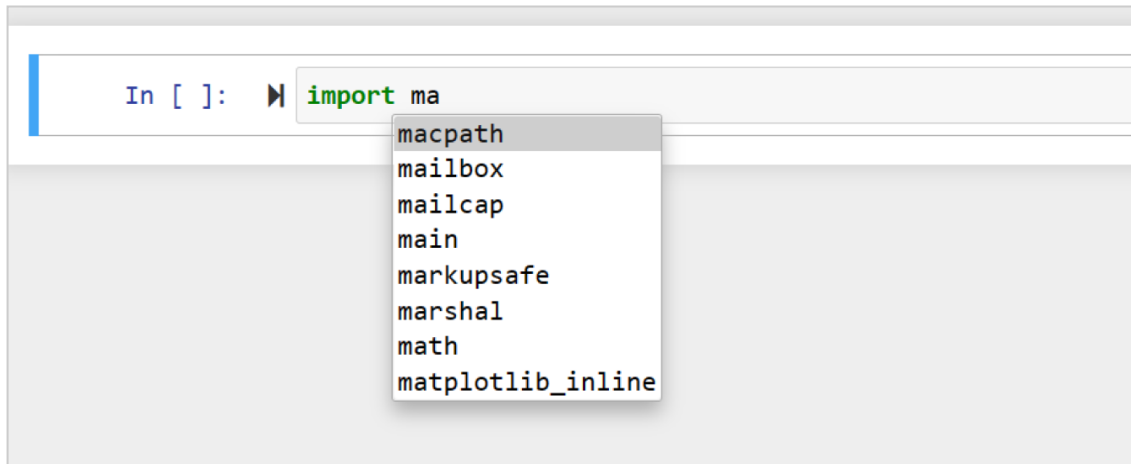 In [ ]: import ma
macpath
mailbox
mailcap
main
markupsafe
marshal
math
matplotlib_inline